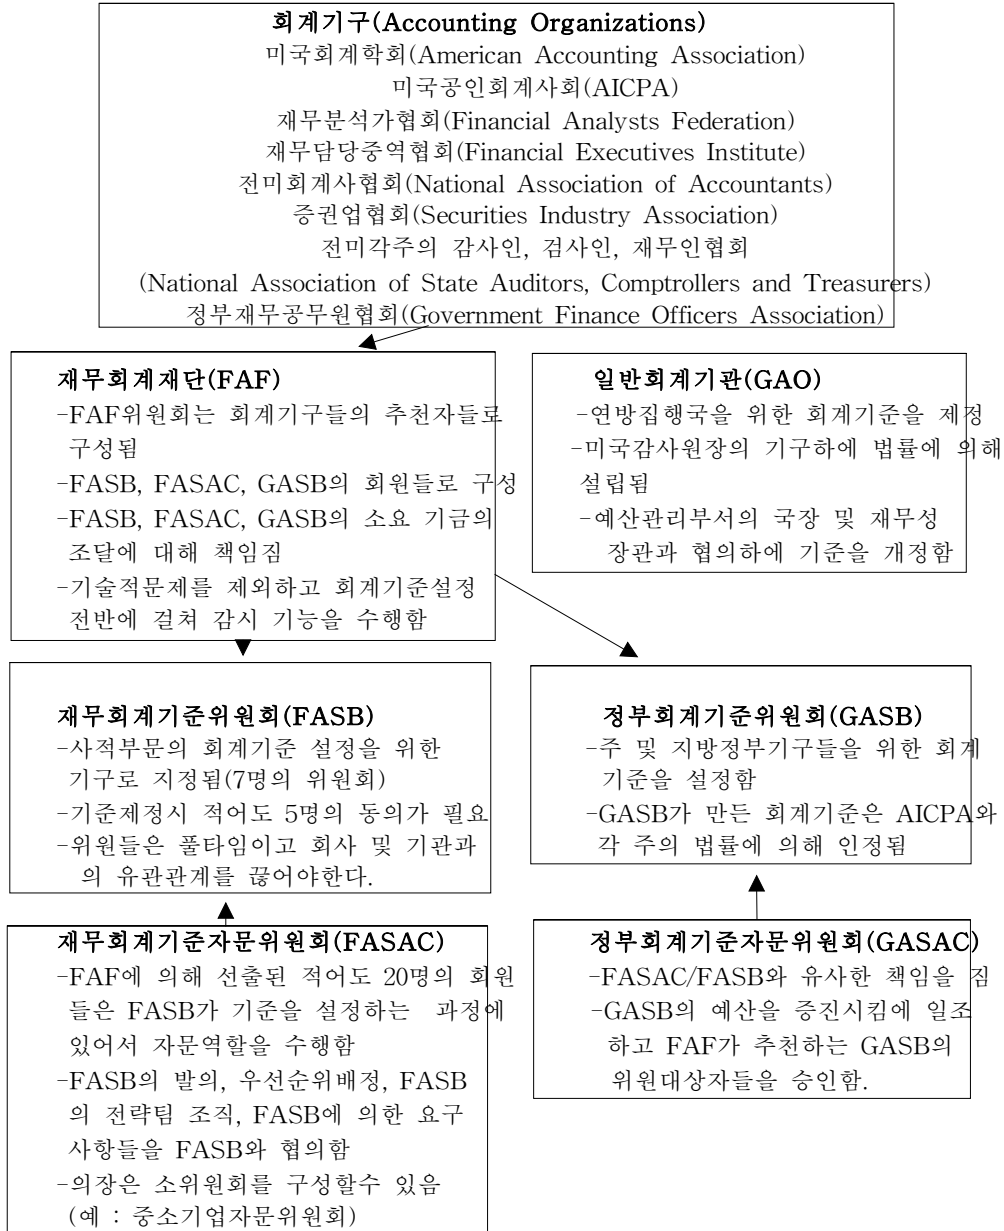 회계기구(Accounting Organizations)
미국회계학회(American Accounting Association)
미국공인회계사회(AICPA)
재무분석가협회(Financial Analysts Federation)
재무담당중역협회(Financial Executives Institute)
전미회계사협회(National Association of Accountants)
증권업협회(Securities Industry Association)
전미각주의 감사인, 검사인, 재무인협회
(National Association of State Auditors, Comptrollers and Treasurers)
정부재무공무원협회(Government Finance Officers Association)
재무회계재단(FAF)
-FAF위원회는 회계기구들의 추천자들로
구성됨
-FASB, FASAC, GASB의 회원들로 구성
-FASB, FASAC, GASB의 소요 기금의
조달에 대해 책임짐
-기술적문제를 제외하고 회계기준설정
전반에 걸쳐 감시 기능을 수행함
일반회계기관(GAO)
-연방집행국을 위한 회계기준을 제정
-미국감사원장의 기구하에 법률에 의해
설립됨
-예산관리부서의 국장 및 재무성
장관과 협의하에 기준을 개정함
재무회계기준위원회(FASB)
-사적부문의 회계기준 설정을 위한
기구로 지정됨(7명의 위원회)
-기준제정시 적어도 5명의 동의가 필요
-위원들은 풀타임이고 회사 및 기관과
의 유관관계를 끊어야한다.
정부회계기준위원회(GASB)
-주 및 지방정부기구들을 위한 회계
기준을 설정함
-GASB가 만든 회계기준은 AICPA와
각 주의 법률에 의해 인정됨
재무회계기준자문위원회(FASAC)
-FAF에 의해 선출된 적어도 20명의 회원
들은 FASB가 기준을 설정하는 과정에
있어서 자문역할을 수행함
-FASB의 발의, 우선순위배정, FASB
의 전략팀 조직, FASB에 의한 요구
사항들을 FASB와 협의함
-의장은 소위원회를 구성할수 있음
(예 : 중소기업자문위원회)
정부회계기준자문위원회(GASAC)
-FASAC/FASB와 유사한 책임을 짐
-GASB의 예산을 증진시킴에 일조
하고 FAF가 추천하는 GASB의
위원대상자들을 승인함.